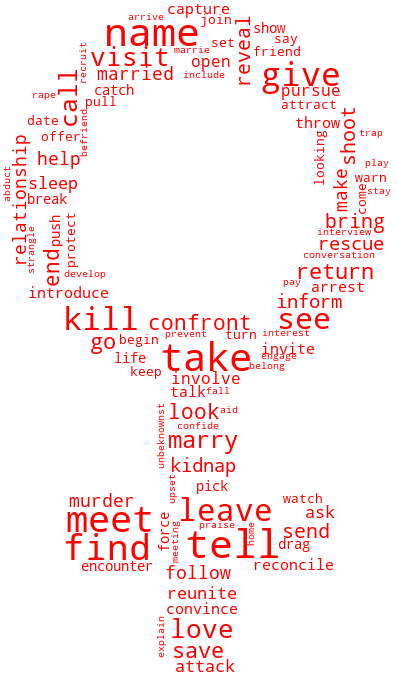 capture
arrive
join
name
set
show
say
marrie
reveal
friend
visit
recruit
open
married
include
give
call
catch
pursue
rape
pull
attract
date
throw
shoot
trap
offer
befriend
looking
help
play
abduct
relationship
sleep
make
warn
come
stay
break
push
protect
bring
interview
strangle
end
rescue
conversation
develop
return
pay
arrest
introduce
inform
kill
confront
see
go
begin
prevent
turn
interest
take
invite
life
engage
keep
belong
involve
talk
fall
look
aid
unbeknownst
confide
marry
kidnap
upset
pick
murder
leave
watch
meet
force
praise
ask
find
meeting
tell
home
send
drag
encounter
follow
reconcile
reunite
convince
explain
love
save
attack